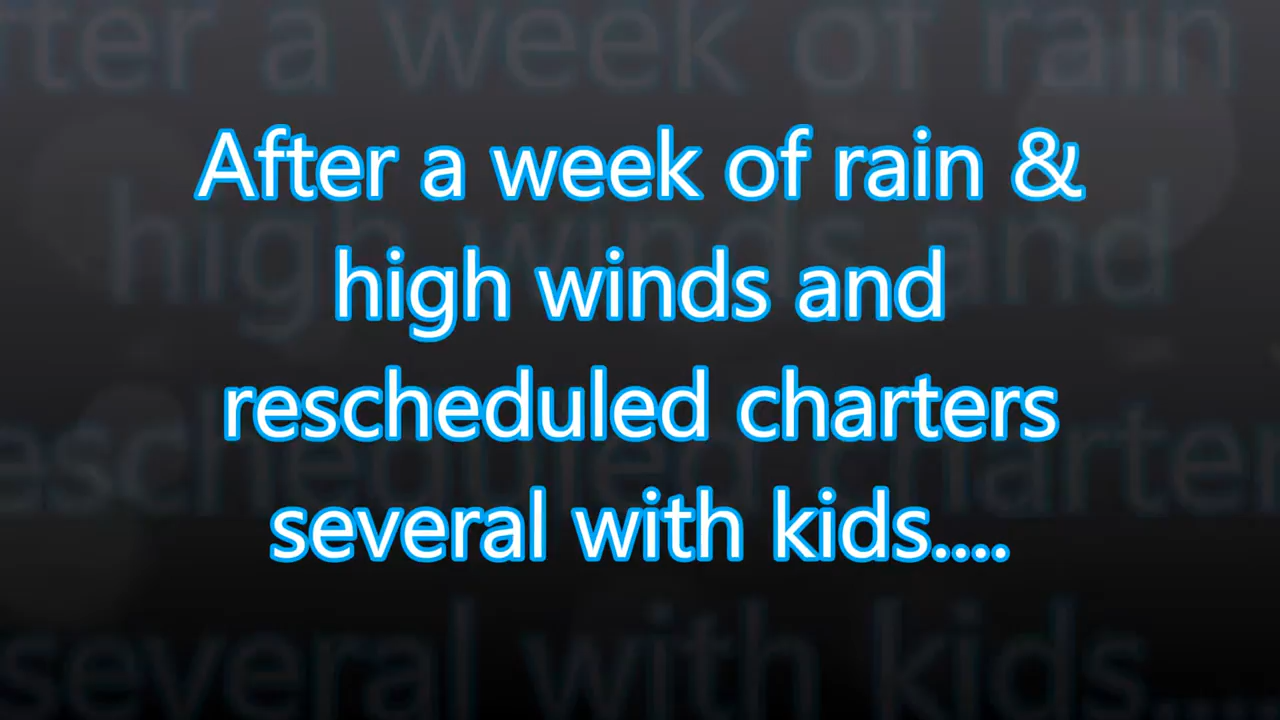 After a week of rain &
high winds and
rescheduled charters
several with kids....